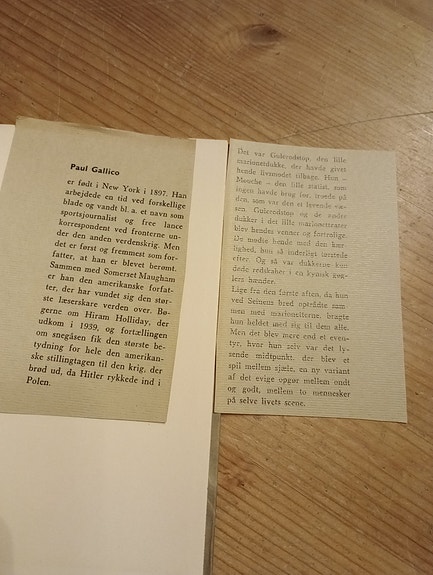 Paul Gallico
er født i New York i 1897. Han
arbejdede en tid ved forskellige
blade og vandt bl. a. et navn som
sportsjournalist og free lance
korrespondent ved fronterne un-
der den anden verdenskrig. Men
det er først og fremmest som for-
fatter, at han er blevet berømt.
Sammen med Somerset Maugham
er han den amerikanske forfat-
ter, der har vundet sig den stør-
ste læserskare verden over. Bø-
gerne om Hiram Holliday, der
udkom i 1939, og fortællingen
om snegåsen fik den største be-
tydning for hele den amerikan-
ske stillingtagen til den krig, der
brød ud, da Hitler rykkede ind i
Polen.
Det var Gulerodstop, den lille
marionetdukke, der havde givet
hende livsmodet tilbage. Hun –
Mouche – den lille statist, som
ingen havde brug for, troede på
den, som var den et levende væ-
sen. Gulerodstop og de andre
dukker i det lille marionetteater
blev hendes venner og fortrolige.
De mødte hende med den kær-
lighed, hun så inderligt længtes
efter. Og så var dukkerne kun
døde redskaber i en kynisk gøg-
lers hænder.
Lige fra den første aften, da hun
ved Seinens bred optrådte sam-
men med marionetterne, bragte
hun heldet med sig til dem alle.
Men det blev mere end et even-
tyr, hvor hun selv var det ly-
sende midtpunkt, der blev et
spil mellem sjæle, en ny variant
af det evige opgør mellem ondt
og godt, mellem to mennesker
på selve livets scene.